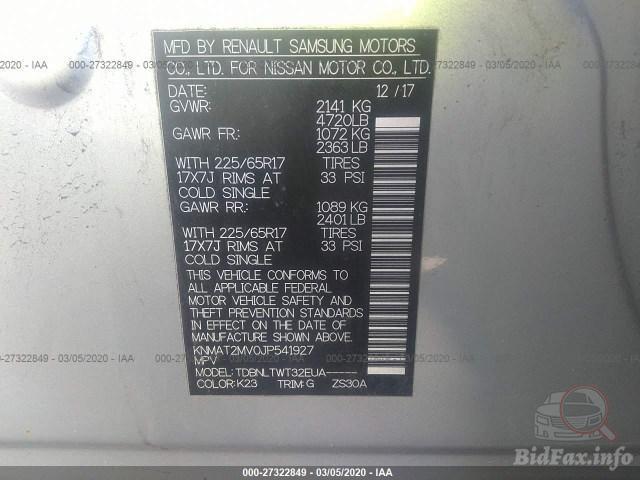 MFD BY RENAULT SAMSUNG MOTORS
CO., LTD. FOR NISSAN MOTOR CO., LTD.
DATE: 12/17
GVWR: 2141 KG
4720LB
GAWR FR: 1072 KG
2363 LB
WITH 225/65R17 TIRES
17X7J RIMS AT 33 PSI
COLD SINGLE
GAWR RR: 1089 KG
2401 LB
WITH 225/65R17 TIRES
17X7J RIMS AT 33 PSI
COLD SINGLE
THIS VEHICLE CONFORMS TO
ALL APPLICABLE FEDERAL
MOTOR VEHICLE SAFETY AND
THEFT PREVENTION STANDARDS
IN EFFECT ON THE DATE OF
MANUFACTURE SHOWN ABOVE.
KNMAT2MV0JP541927
MPV
MODEL: TDBNLTWT32EUA-----
COLOR: K23 TRIM: G ZS30A
000-27322849 - 03/05/2020 - IAA
BidFax.info